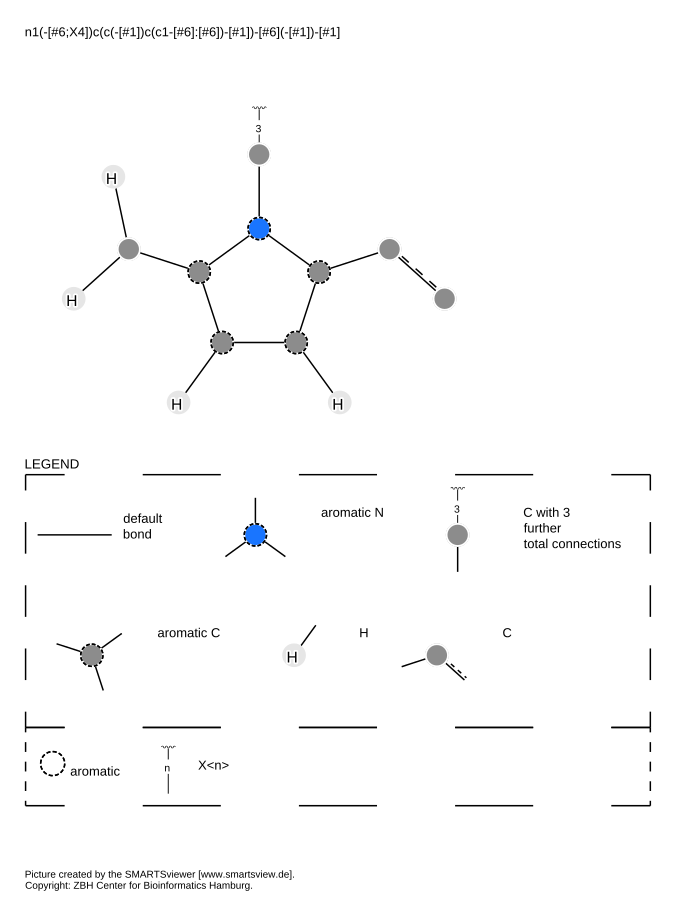 n1(-[#6;X4])c(c(-[#1])c(c1-[#6]:[#6])-[#1])-[#6](-[#1])-[#1]
3
H
H
H
H
LEGEND
default
bond
aromatic N
3
C with 3
further
total connections
aromatic C
H
H
C
aromatic
n
X<n>
Picture created by the SMARTSviewer [www.smartsview.de].
Copyright: ZBH Center for Bioinformatics Hamburg.